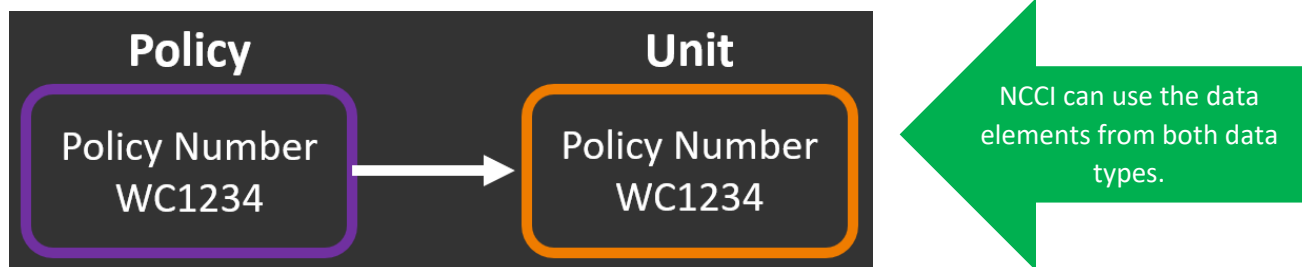 Policy
Policy Number
WC1234
Unit
Policy Number
WC1234
NCCI can use the data
elements from both data
types.